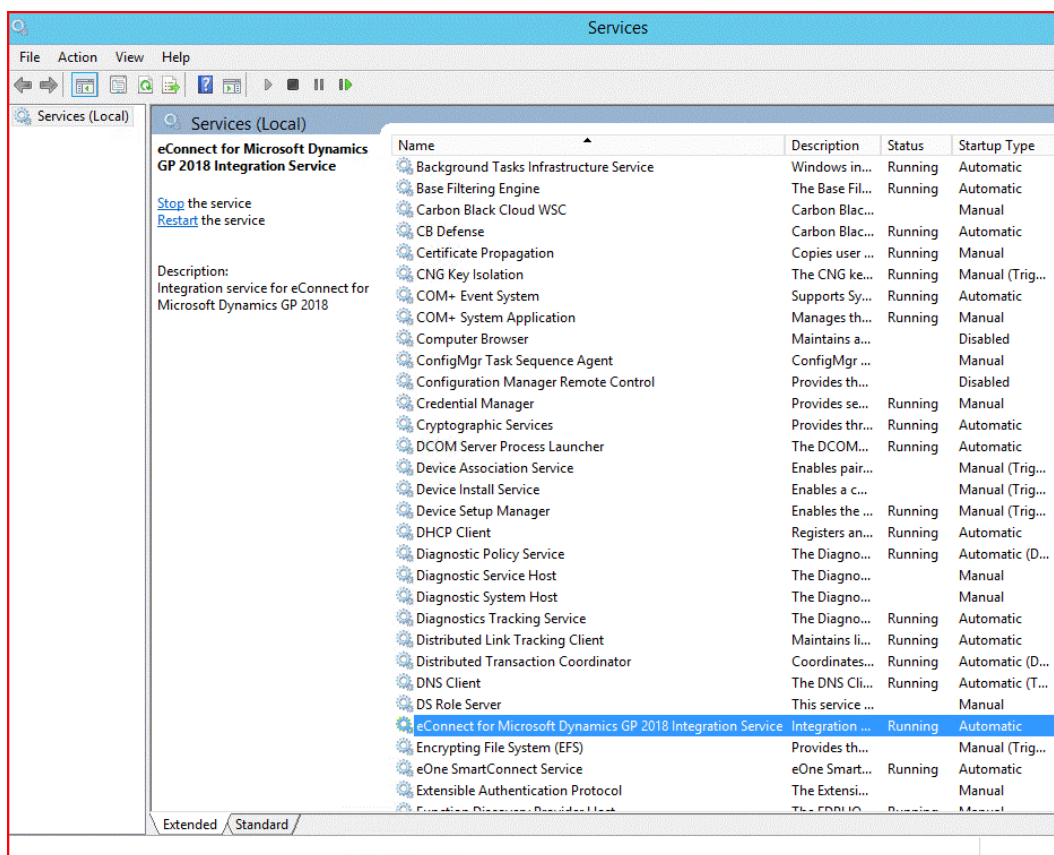 Services
File Action View Help
Services (Local)
Services (Local)
eConnect for Microsoft Dynamics
GP 2018 Integration Service
Stop the service
Restart the service
Description:
Integration service for eConnect for
Microsoft Dynamics GP 2018
Name Description Status Startup Type
Background Tasks Infrastructure Service Windows in... Running Automatic
Base Filtering Engine The Base Fil... Running Automatic
Carbon Black Cloud WSC Carbon Blac... Manual
CB Defense Carbon Blac... Running Automatic
Certificate Propagation Copies user ... Running Manual
CNG Key Isolation The CNG ke... Running Manual (Trig...
COM+ Event System Supports Sy... Running Automatic
COM+ System Application Manages th... Running Manual
Computer Browser Maintains a... Disabled
ConfigMgr Task Sequence Agent ConfigMgr ... Manual
Configuration Manager Remote Control Provides th... Disabled
Credential Manager Provides se... Running Manual
Cryptographic Services Provides thr... Running Automatic
DCOM Server Process Launcher The DCOM... Running Automatic
Device Association Service Enables pair... Manual (Trig...
Device Install Service Enables a c... Manual (Trig...
Device Setup Manager Enables the ... Running Manual (Trig...
DHCP Client Registers an... Running Automatic
Diagnostic Policy Service The Diagno... Running Automatic (D...
Diagnostic Service Host The Diagno... Manual
Diagnostic System Host The Diagno... Manual
Diagnostics Tracking Service The Diagno... Running Automatic
Distributed Link Tracking Client Maintains li... Running Automatic
Distributed Transaction Coordinator Coordinates... Running Automatic (D...
DNS Client The DNS Cli... Running Automatic (T...
DS Role Server This service ... Manual
eConnect for Microsoft Dynamics GP 2018 Integration Service Integration ... Running Automatic
Encrypting File System (EFS) Provides th... Manual (Trig...
eOne SmartConnect Service eOne Smart... Running Automatic
Extensible Authentication Protocol The Extensi... Manual
Function Discovery Provider Host The FDPHO... Running Manual
Extended Standard